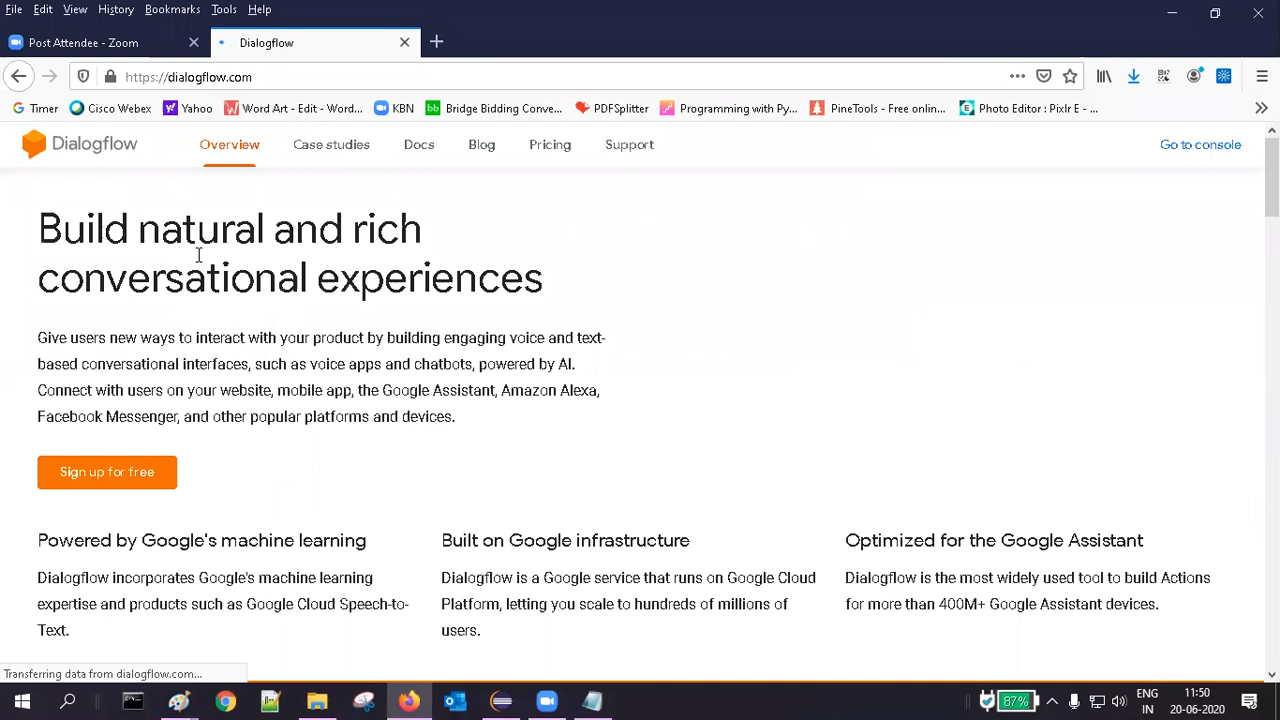 File Edit View History Bookmarks Tools Help
Post Attendee - Zoom
Dialogflow
https://dialogflow.com
Timer
Cisco Webex
Yahoo
Word Art - Edit - Word...
KBN
Bridge Bidding Conve...
PDFSplitter
Programming with Py...
PineTools - Free onlin...
Photo Editor : Pixlr E - ...
Dialogflow
Overview
Case studies
Docs
Blog
Pricing
Support
Go to console
Build natural and rich
conversational experiences
Give users new ways to interact with your product by building engaging voice and text-
based conversational interfaces, such as voice apps and chatbots, powered by AI.
Connect with users on your website, mobile app, the Google Assistant, Amazon Alexa,
Facebook Messenger, and other popular platforms and devices.
Sign up for free
Powered by Google's machine learning
Dialogflow incorporates Google's machine learning
expertise and products such as Google Cloud Speech-to-
Text.
Built on Google infrastructure
Dialogflow is a Google service that runs on Google Cloud
Platform, letting you scale to hundreds of millions of
users.
Optimized for the Google Assistant
Dialogflow is the most widely used tool to build Actions
for more than 400M+ Google Assistant devices.
Transferring data from dialogflow.com...
87%
ENG
IN
11:50
20-06-2020